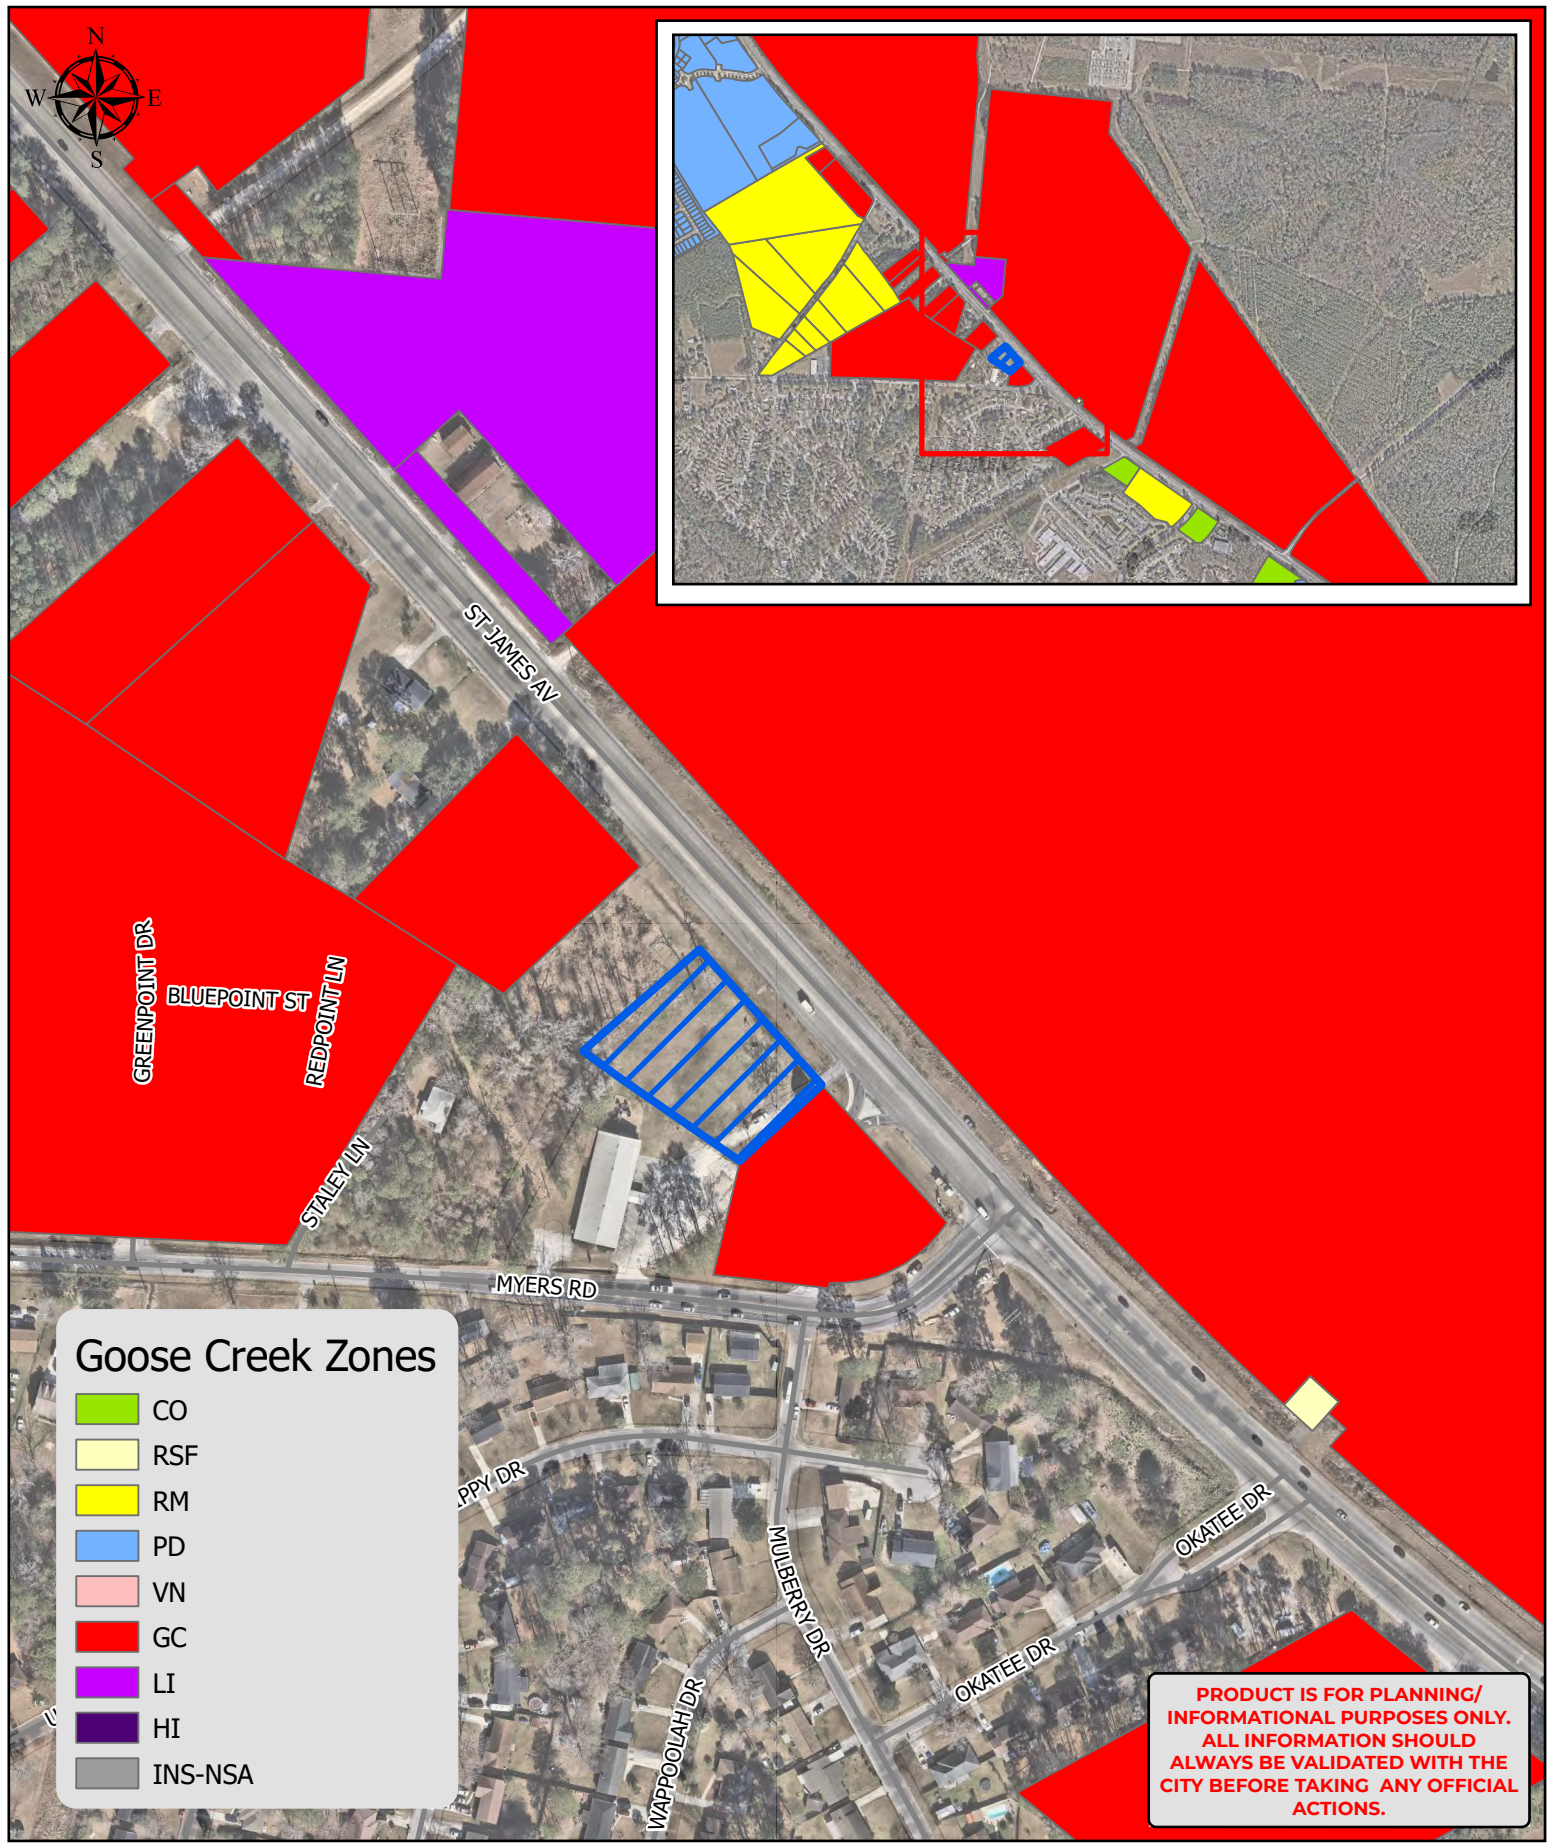 N
W
E
S
ST JAMES AV
GREENPOINT DR
BLUEPOINT ST
REDPOINT LN
STALEY LN
MYERS RD
Goose Creek Zones
CO
RSF
RM
PD
VN
GC
LI
HI
INS-NSA
IPPY DR
MULBERRY DR
OKATEE DR
OKATEE DR
WAPPOOLAH DR
PRODUCT IS FOR PLANNING/
INFORMATIONAL PURPOSES ONLY.
ALL INFORMATION SHOULD
ALWAYS BE VALIDATED WITH THE
CITY BEFORE TAKING ANY OFFICIAL
ACTIONS.